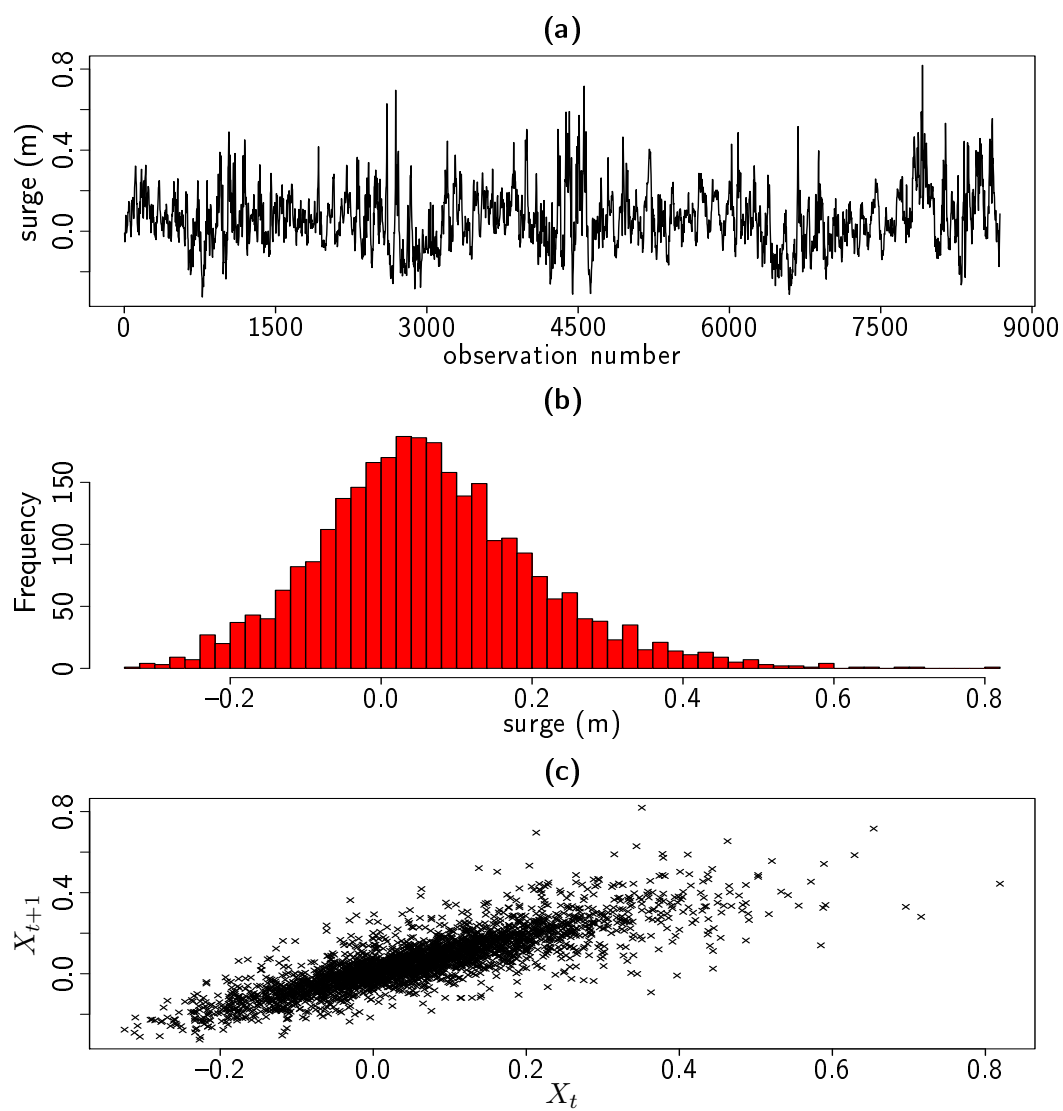 (a)
surge (m)
0.8
0.4
0.0
0 1500 3000 4500 6000 7500 9000
observation number
(b)
Frequency
150
100
50
0
−0.2 0.0 0.2 0.4 0.6 0.8
surge (m)
(c)
X_{t+1}
0.8
0.4
0.0
−0.2 0.0 0.2 0.4 0.6 0.8
X_t